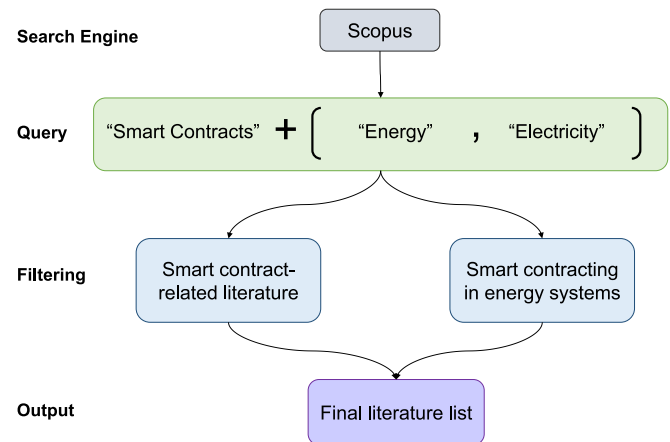 Search Engine
Scopus
Query
“Smart Contracts” + [ “Energy” , “Electricity” ]
Filtering
Smart contract-
related literature
Smart contracting
in energy systems
Output
Final literature list